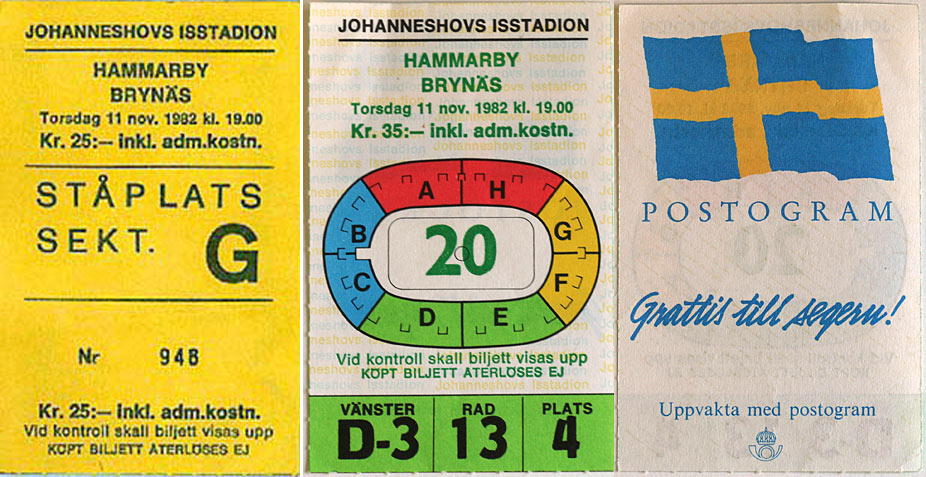 JOHANNESHOVS ISSTADION
HAMMARBY
BRYNÄS
Torsdag 11 nov. 1982 kl. 19.00
Kr. 25:— inkl. adm.kostn.
STÅPLATS
SEKT. G
Nr 948
Kr. 25:— inkl. adm.kostn.
Vid kontroll skall biljett visas upp
KÖPT BILJETT ÅTERLÖSES EJ
JOHANNESHOVS ISSTADION
HAMMARBY
BRYNÄS
Torsdag 11 nov. 1982 kl. 19.00
Kr. 35:— inkl. adm.kostn.
A H
B G
20
C F
D E
Vid kontroll skall biljett visas upp
KÖPT BILJETT ÅTERLÖSES EJ
VÄNSTER RAD PLATS
D-3 13 4
POSTOGRAM
Grattis till segern!
Uppvakta med postogram